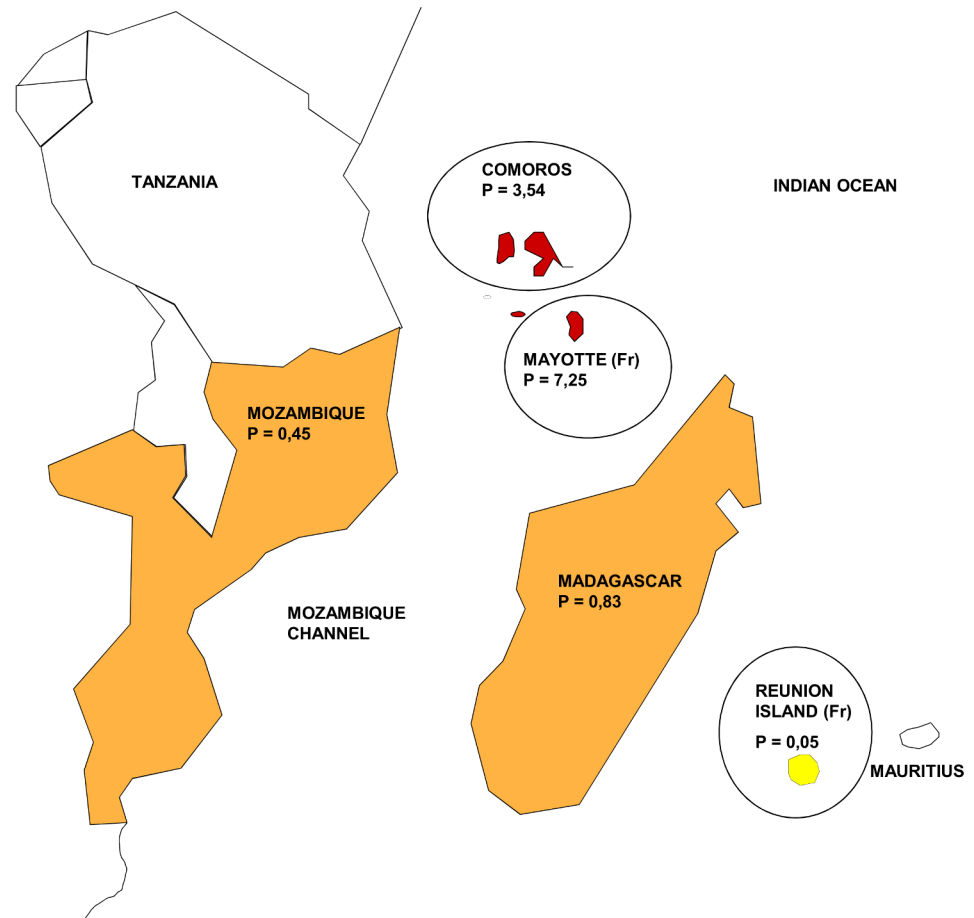 TANZANIA
COMOROS
P = 3,54
INDIAN OCEAN
MAYOTTE (Fr)
P = 7,25
MOZAMBIQUE
P = 0,45
MADAGASCAR
P = 0,83
MOZAMBIQUE
CHANNEL
REUNION
ISLAND (Fr)
P = 0,05
MAURITIUS